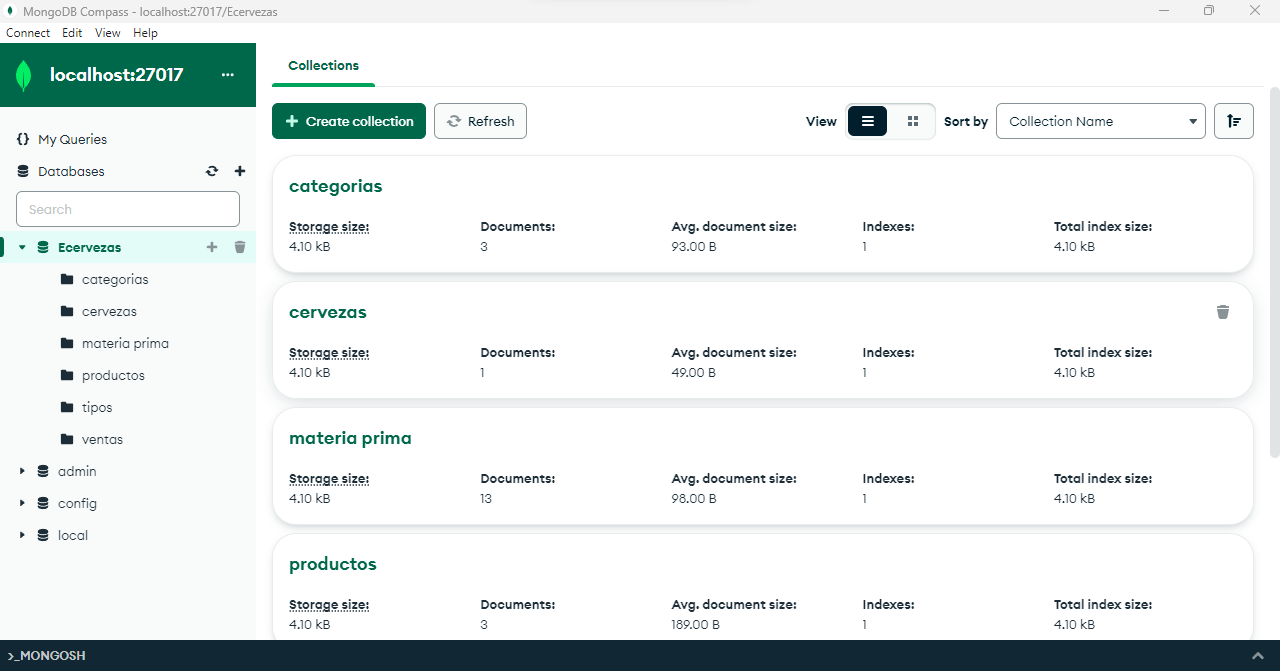 MongoDB Compass - localhost:27017/Ecervezas
Connect Edit View Help
localhost:27017 ...
{} My Queries
Databases
Search
Ecervezas
categorias
cervezas
materia prima
productos
tipos
ventas
admin
config
local
Collections
+ Create collection Refresh View Sort by Collection Name
categorias
Storage size: Documents: Avg. document size: Indexes: Total index size:
4.10 kB 3 93.00 B 1 4.10 kB
cervezas
Storage size: Documents: Avg. document size: Indexes: Total index size:
4.10 kB 1 49.00 B 1 4.10 kB
materia prima
Storage size: Documents: Avg. document size: Indexes: Total index size:
4.10 kB 13 98.00 B 1 4.10 kB
productos
Storage size: Documents: Avg. document size: Indexes: Total index size:
4.10 kB 3 189.00 B 1 4.10 kB
>_MONGOSH